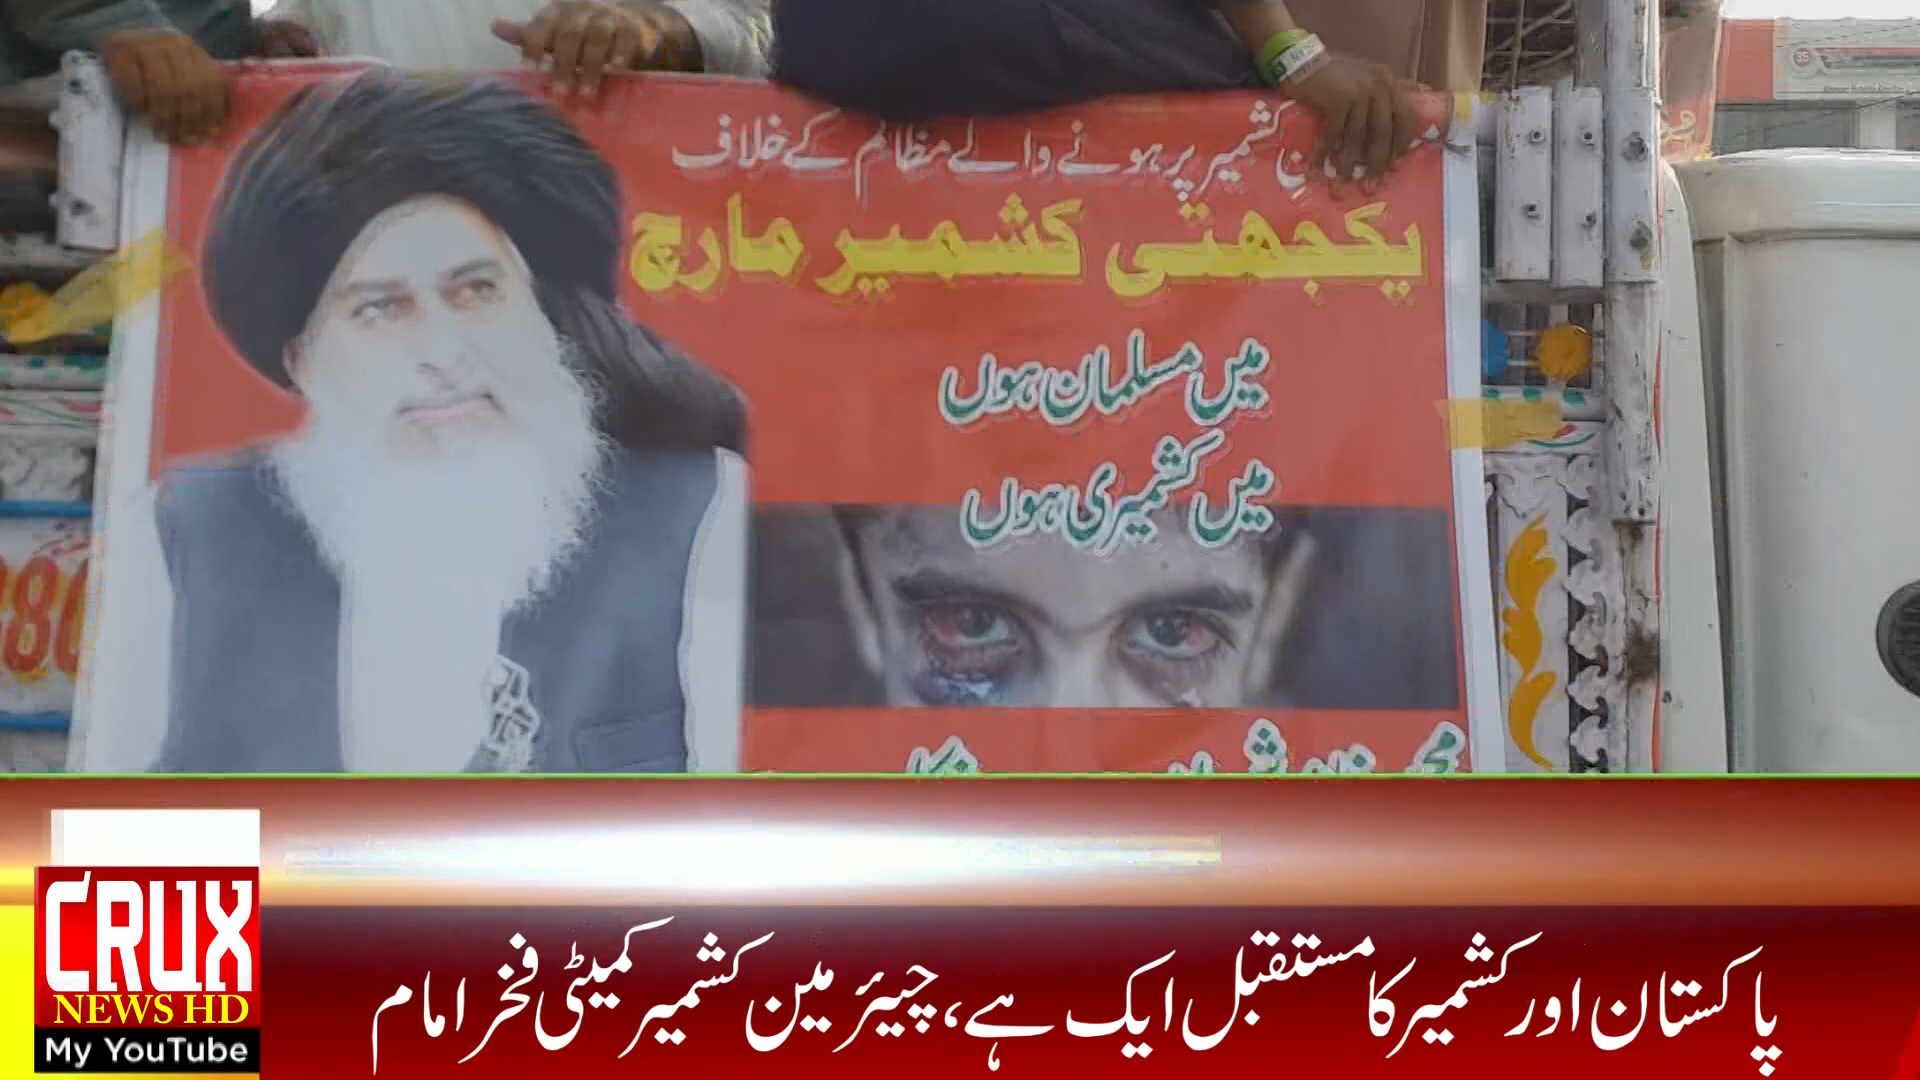 کشمیر پر ہونے والے مظالم کے خلاف
یکجھتی کشمیر مارچ
میں مسلمان ہوں
میں کشمیری ہوں
CRUX
NEWS HD
My YouTube
پاکستان اور کشمیر کا مستقبل ایک ہے، چیئرمین کشمیر کمیٹی فخر امام